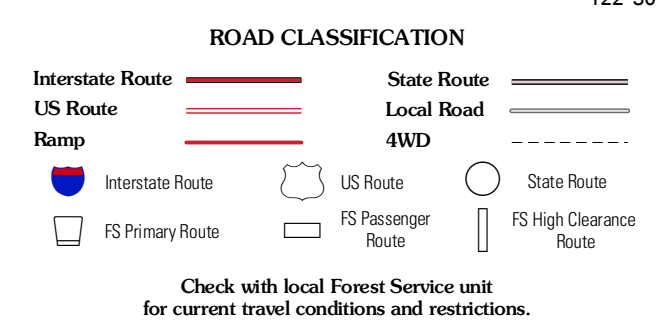 122°30'
ROAD CLASSIFICATION
Interstate Route
State Route
US Route
Local Road
Ramp
4WD
Interstate Route
US Route
State Route
FS Primary Route
FS Passenger
Route
FS High Clearance
Route
Check with local Forest Service unit
for current travel conditions and restrictions.